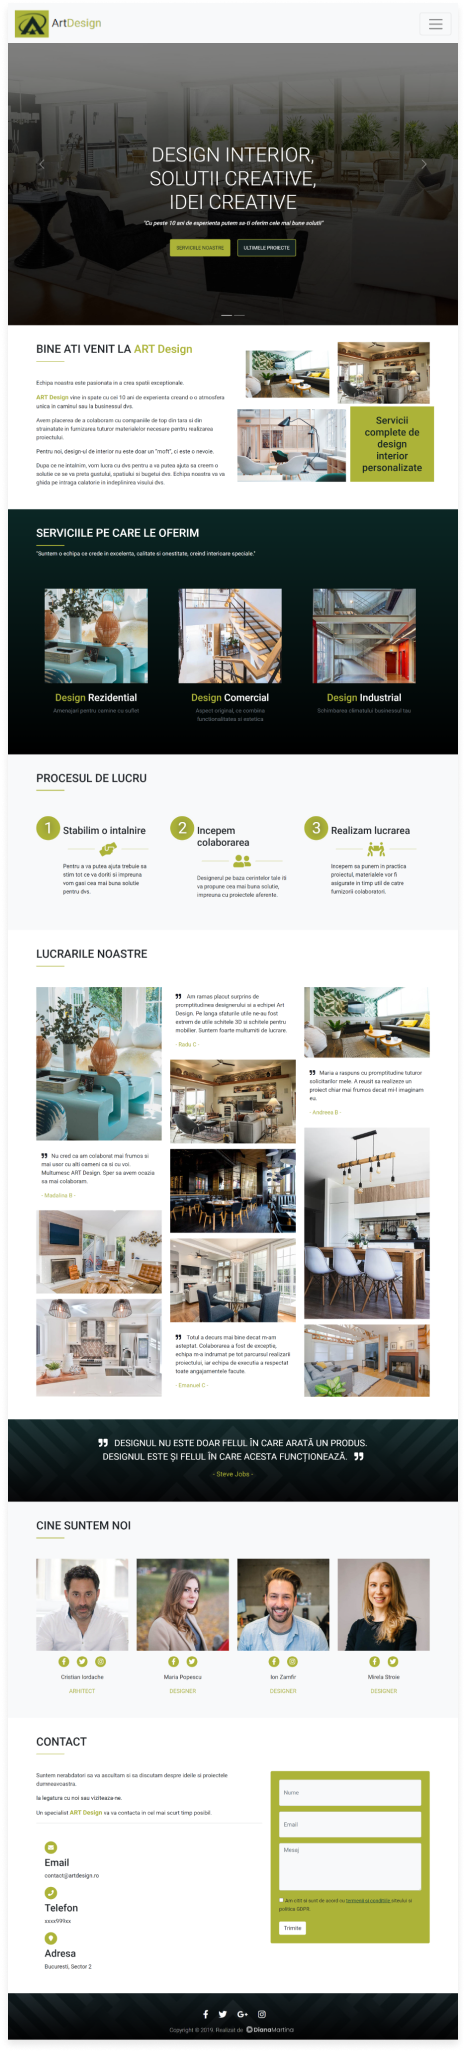 ArtDesign
DESIGN INTERIOR,
SOLUTII CREATIVE,
IDEI CREATIVE
"Cu peste 10 ani de experienta putem sa-ti oferim cele mai bune solutii"
SERVICIILE NOASTRE
ULTIMELE PROIECTE
BINE ATI VENIT LA ART Design
Echipa noastra este pasionata in a crea spatii exceptionale.
ART Design vine in spate cu cei 10 ani de experienta creand o o atmosfera
unica in caminul sau la businessul dvs.
Avem placerea de a colabora cu companiile de top din tara si din
strainatate in furnizarea tuturor materialelor necesare pentru realizarea
proiectului.
Pentru noi, design-ul de interior nu este doar un "moft", ci este o nevoie.
Dupa ce ne intalnim, vom lucra cu dvs pentru a va putea ajuta sa creem o
solutie ce se va preta gustului, spatiului si bugetul dvs. Echipa noastra va va
ghida pe intraga calatorie in indeplinirea visului dvs.
Servicii
complete de
design
interior
personalizate
SERVICIILE PE CARE LE OFERIM
"Suntem o echipa ce crede in excelenta, calitate si onestitate, creind interioare speciale."
Design Rezidential
Amenajari pentru camine cu suflet
Design Comercial
Aspect original, ce combina
functionalitatea si estetica
Design Industrial
Schimbarea climatului businessul tau
PROCESUL DE LUCRU
1 Stabilim o intalnire
Pentru a va putea ajuta trebuie sa
stim tot ce va doriti si impreuna
vom gasi cea mai buna solutie
pentru dvs.
2 Incepem
colaborarea
Designerul pe baza cerintelor tale iti
va propune cea mai buna solutie,
impreuna cu proiectele aferente.
3 Realizam lucrarea
Incepem sa punem in practica
proiectul, materialele vor fi
asigurate in timp util de catre
furnizorii colaboratori.
LUCRARILE NOASTRE
Am ramas placut surprins de
promptitudinea designerului si a echipei Art
Design. Pe langa sfaturile utile ne-au fost
extrem de utile schitele 3D si schitele pentru
mobilier. Suntem foarte multumiti de lucrare.
- Radu C -
Maria a raspuns cu promptitudine tuturor
solicitarilor mele. A reusit sa realizeze un
proiect chiar mai frumos decat mi-l imaginam
eu.
- Andreea B -
Nu cred ca am colaborat mai frumos si
mai usor cu alti oameni ca si cu voi.
Multumesc ART Design. Sper sa avem ocazia
sa mai colaboram.
- Madalina B -
Totul a decurs mai bine decat m-am
asteptat. Colaborarea a fost de exceptie,
echipa m-a indrumat pe tot parcursul realizarii
proiectului, iar echipa de executia a respectat
toate angajamentele facute.
- Emanuel C -
DESIGNUL NU ESTE DOAR FELUL ÎN CARE ARATĂ UN PRODUS.
DESIGNUL ESTE ȘI FELUL ÎN CARE ACESTA FUNCȚIONEAZĂ.
- Steve Jobs -
CINE SUNTEM NOI
Cristian Iordache
ARHITECT
Maria Popescu
DESIGNER
Ion Zamfir
DESIGNER
Mirela Stroie
DESIGNER
CONTACT
Suntem nerabdatori sa va ascultam si sa discutam despre ideile si proiectele
dumneavoastra.
Ia legatura cu noi sau viziteaza-ne.
Un specialist ART Design va va contacta in cel mai scurt timp posibil
Email
contact@artdesign.ro
Telefon
xxxx999xx
Adresa
Bucuresti, Sector 2
Nume
Email
Mesaj
Am citit si sunt de acord cu termenii si conditiile siteului si
politica GDPR.
Trimite
Copyright © 2019. Realizat de DianaMartina